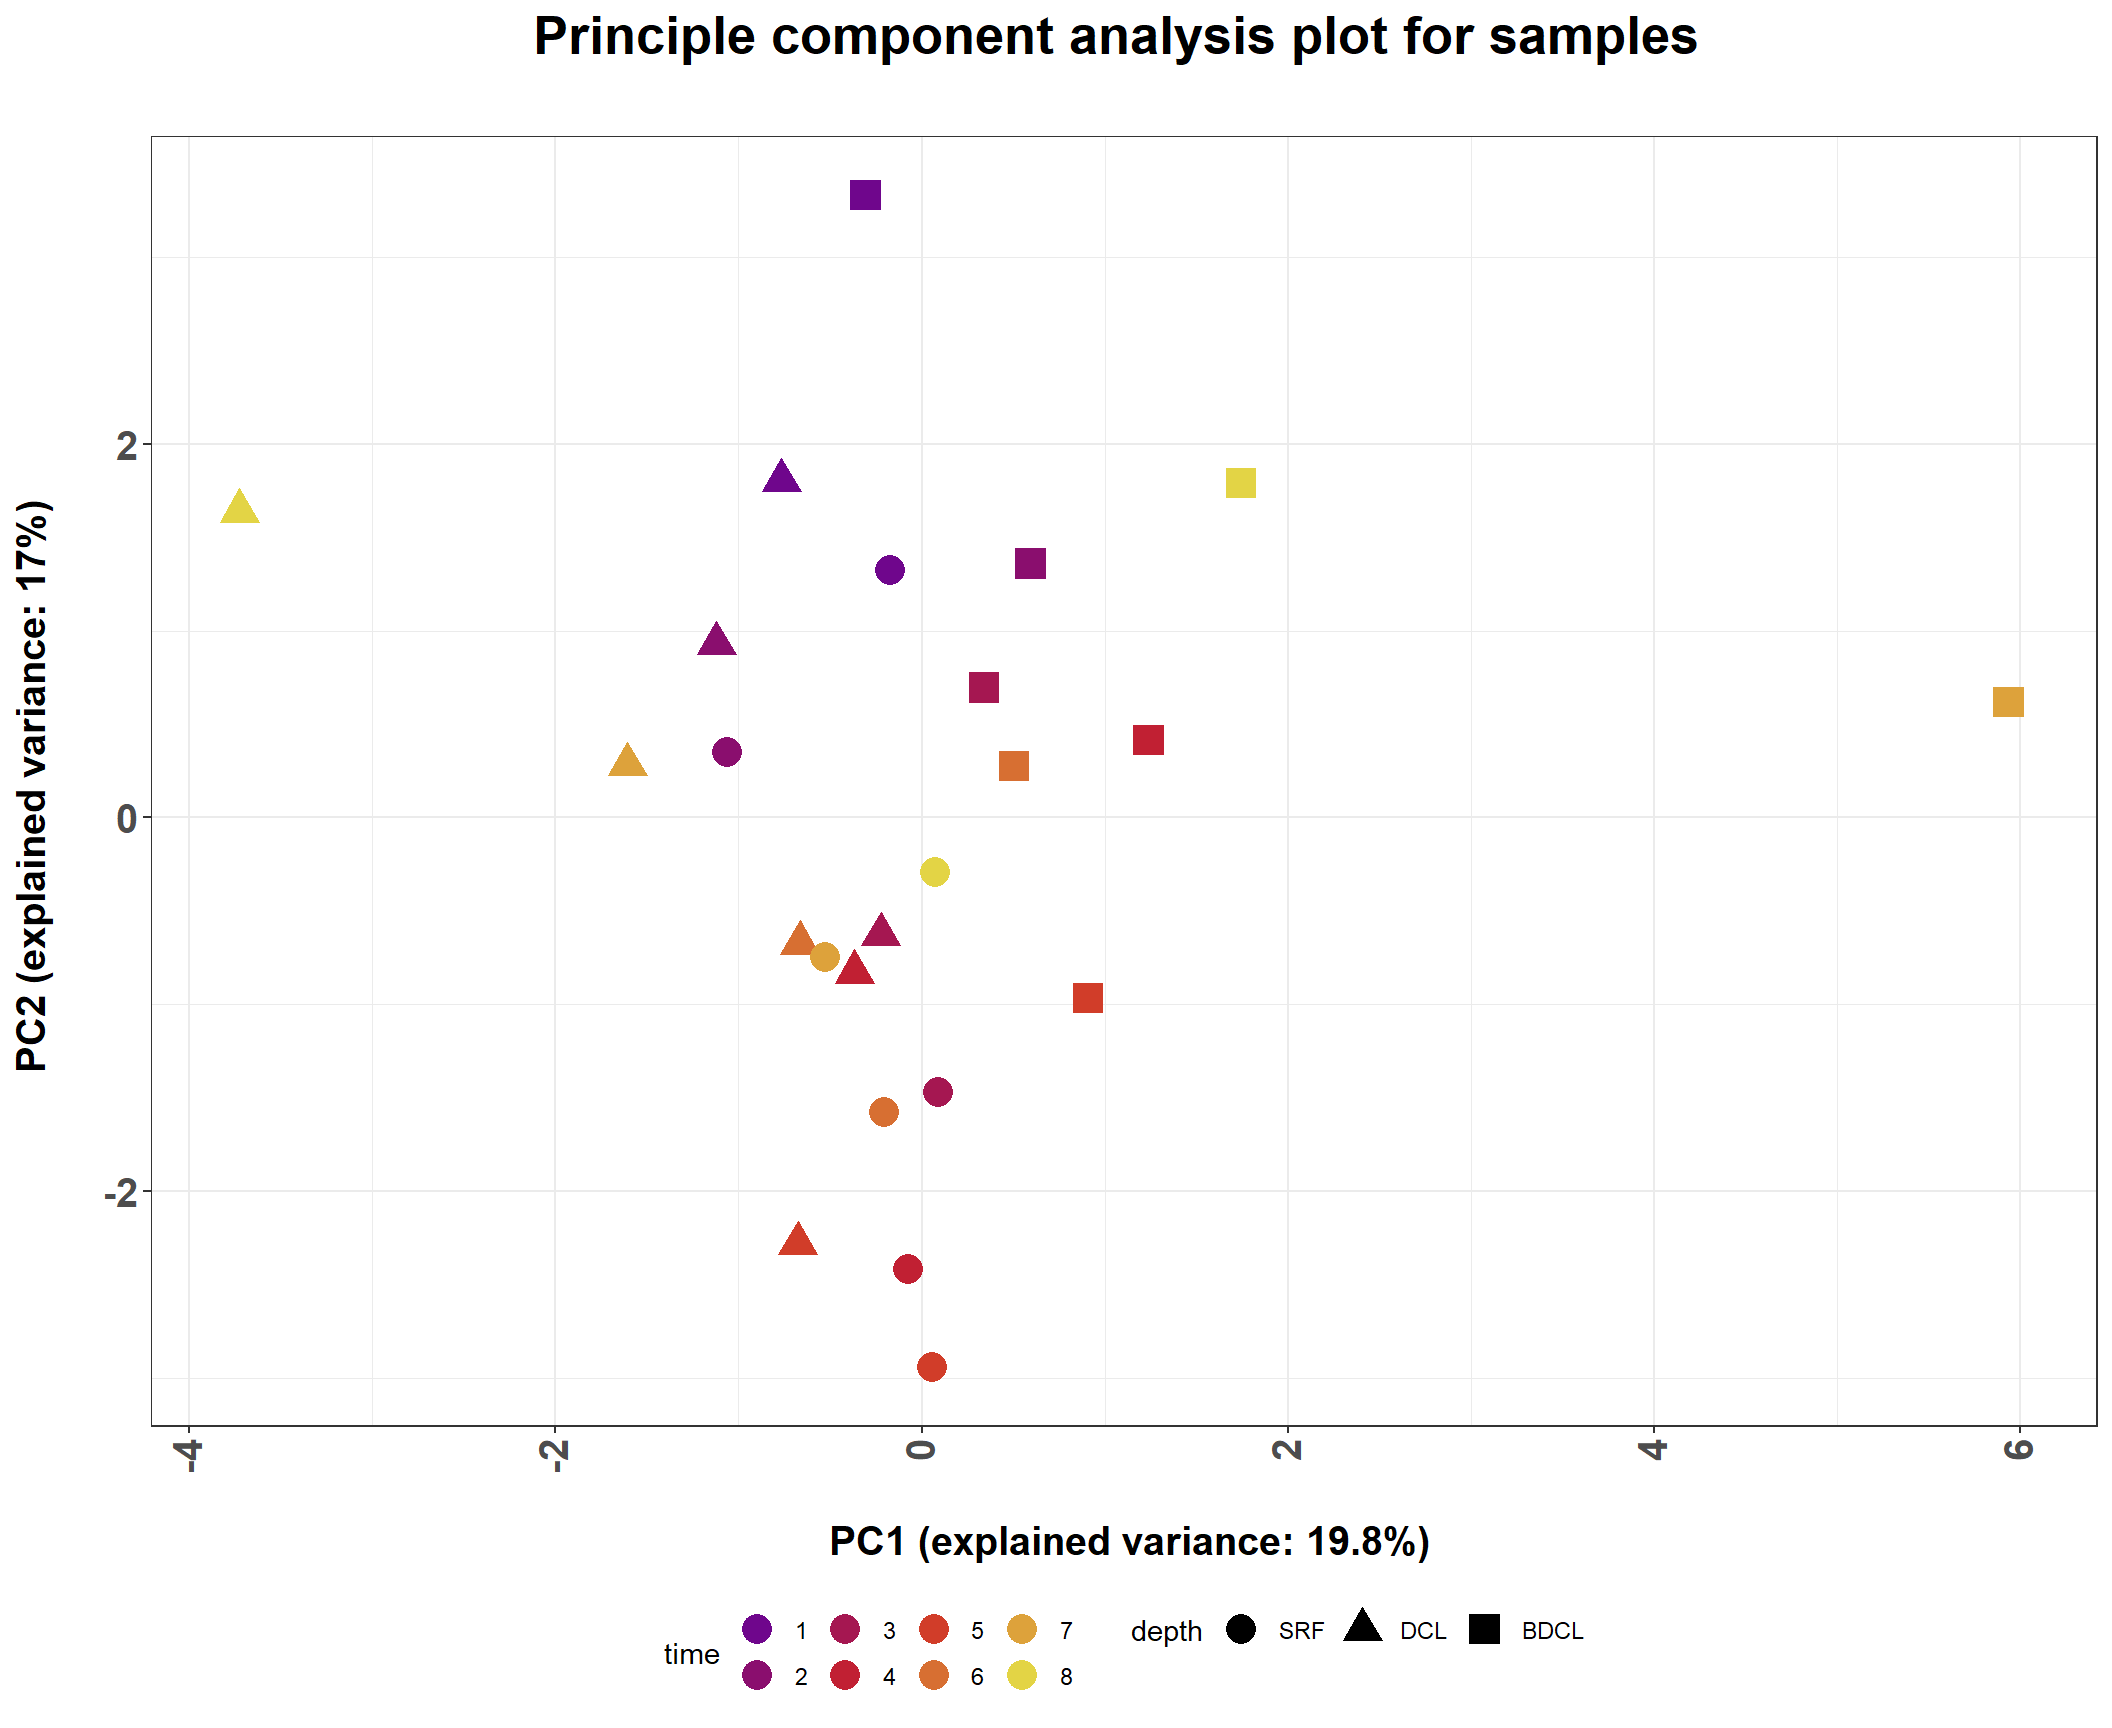 Principle component analysis plot for samples
PC2 (explained variance: 17%)
2
0
-2
-4
-2
0
2
4
6
PC1 (explained variance: 19.8%)
time
1
3
5
7
2
4
6
8
depth
SRF
DCL
BDCL